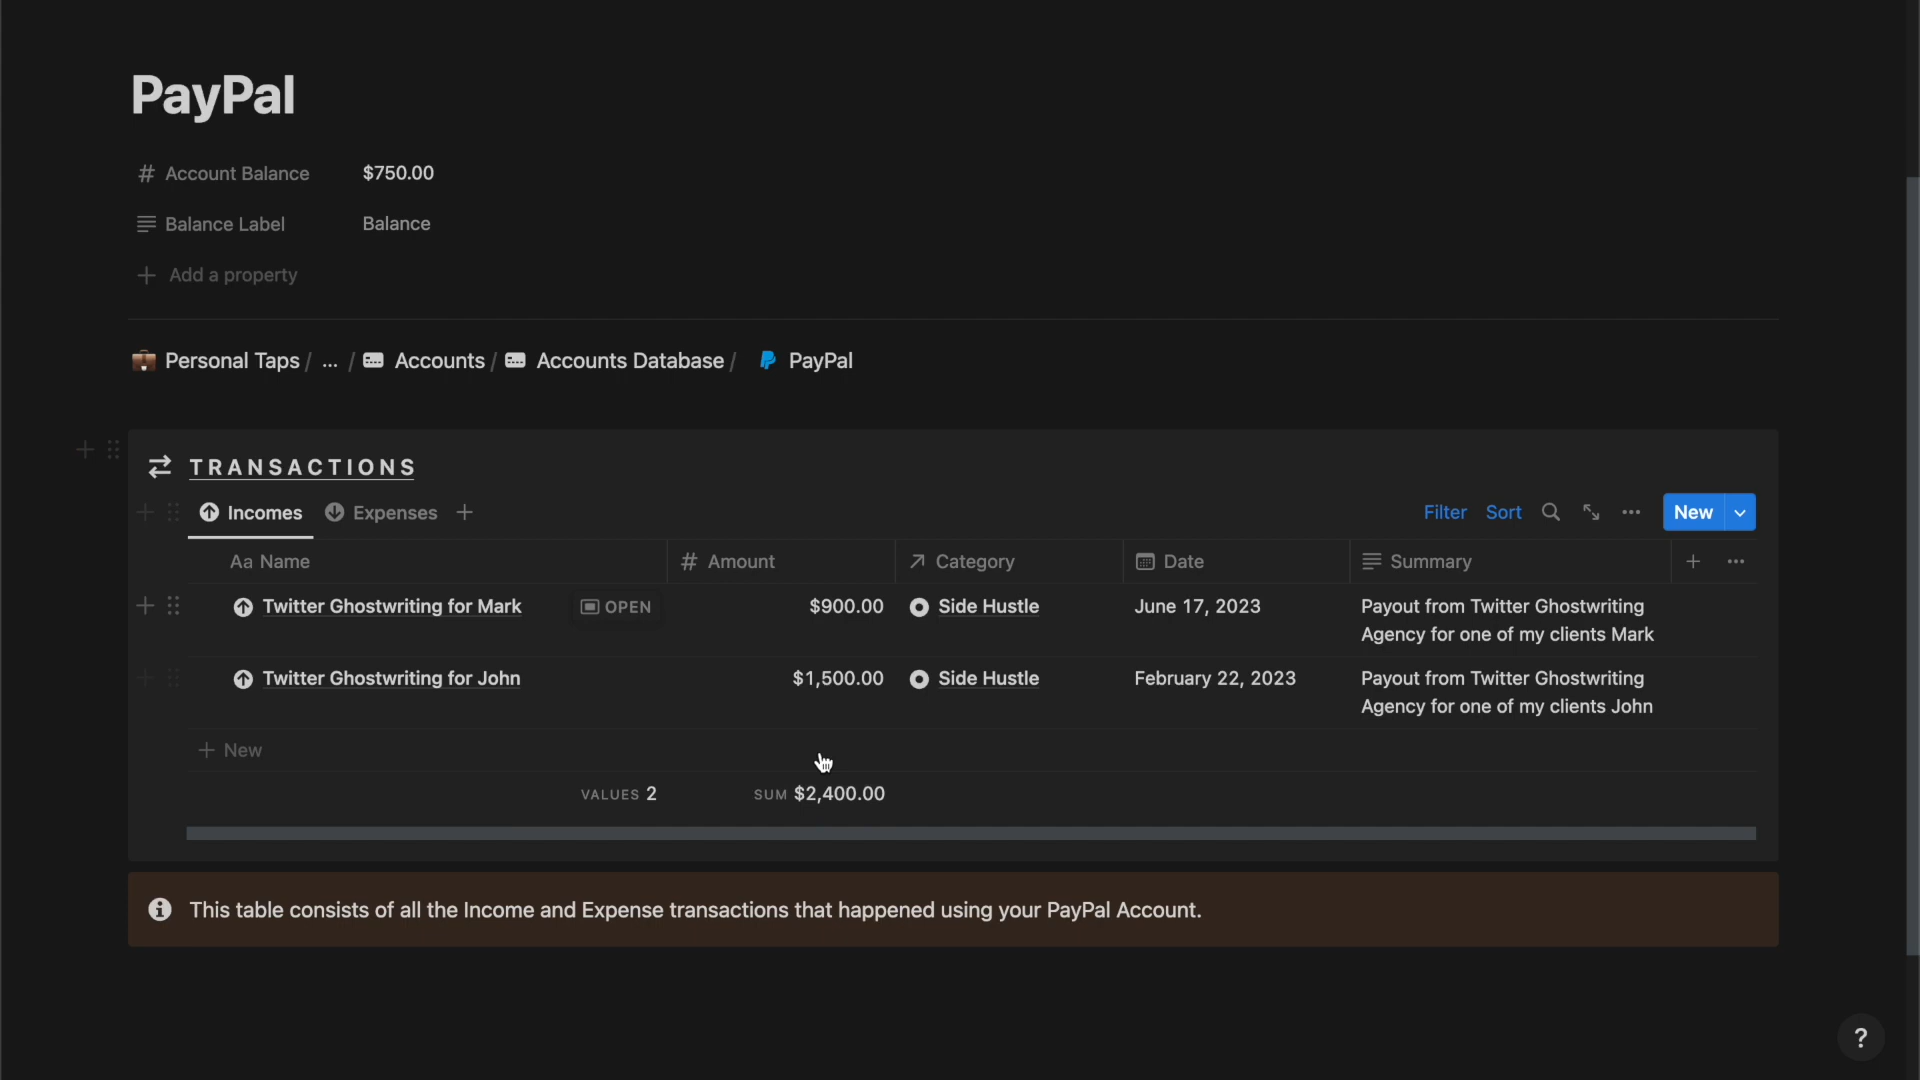 PayPal
# Account Balance $750.00
Balance Label Balance
+ Add a property
Personal Taps / ... / Accounts / Accounts Database / PayPal
TRANSACTIONS
Incomes Expenses + Filter Sort ... New
Aa Name # Amount Category Date Summary + ...
Twitter Ghostwriting for Mark OPEN $900.00 Side Hustle June 17, 2023 Payout from Twitter Ghostwriting
Agency for one of my clients Mark
Twitter Ghostwriting for John $1,500.00 Side Hustle February 22, 2023 Payout from Twitter Ghostwriting
Agency for one of my clients John
+ New
VALUES 2 SUM $2,400.00
This table consists of all the Income and Expense transactions that happened using your PayPal Account.
?